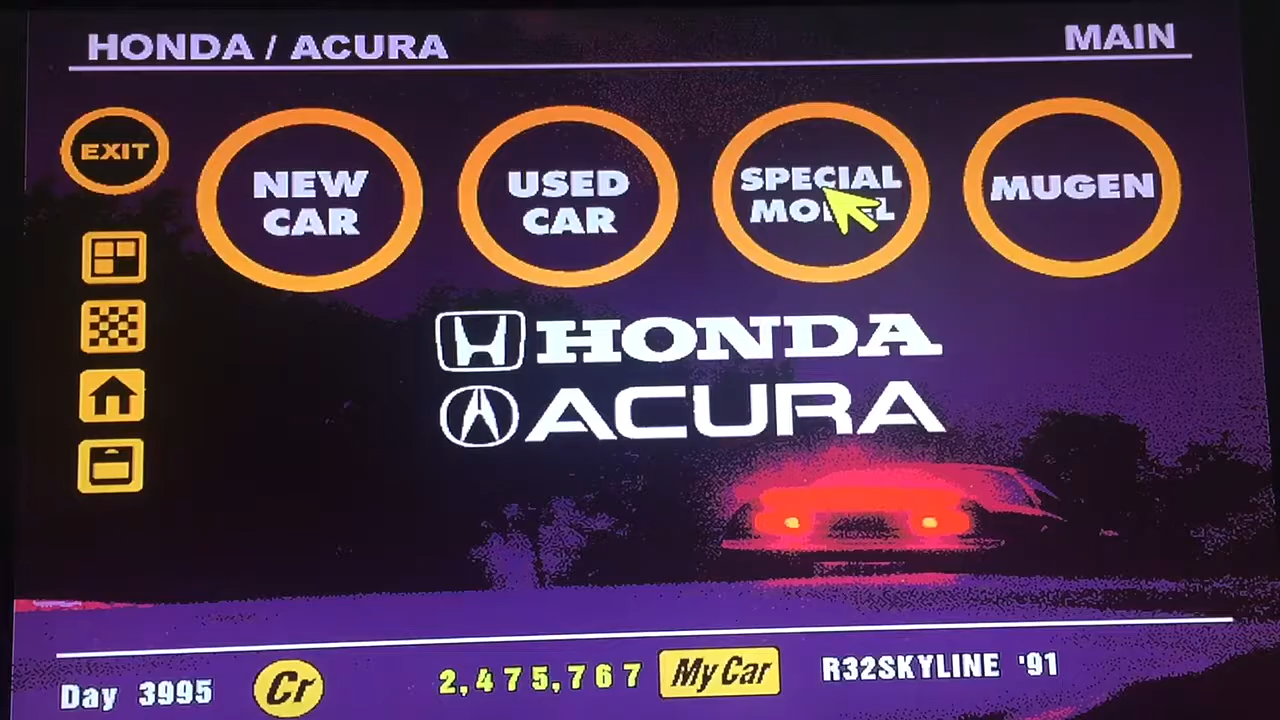 HONDA / ACURA
MAIN
EXIT
NEW
CAR
USED
CAR
SPECIAL
MODEL
MUGEN
HONDA
ACURA
Day 3995
Cr
2,475,767
My Car
R32SKYLINE '91